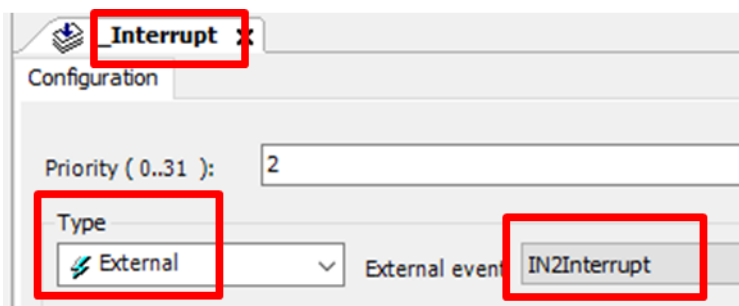 _Interrupt x
Configuration
Priority ( 0..31 ): 2
Type
External External event IN2Interrupt